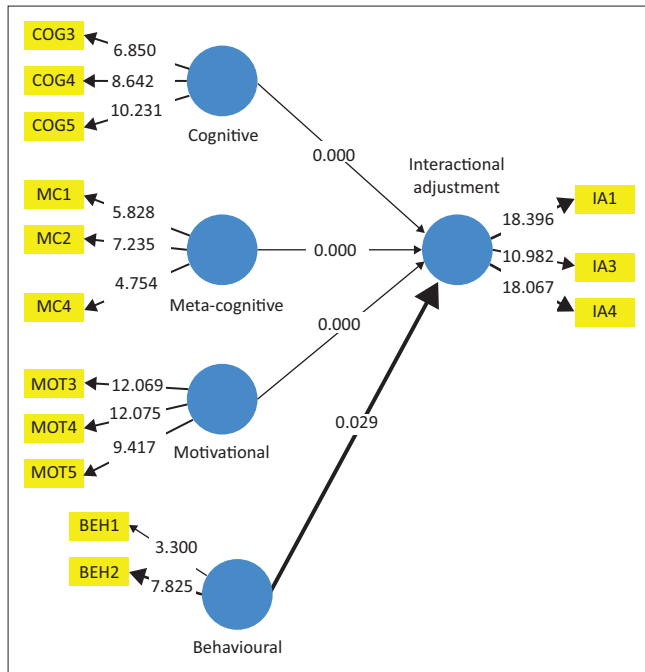 COG3
6.850
COG4
8.642
COG5
10.231
Cognitive
0.000
Interactional
adjustment
MC1
5.828
MC2
7.235
MC4
4.754
Meta-cognitive
0.000
18.396
IA1
10.982
IA3
18.067
IA4
0.000
MOT3
12.069
MOT4
12.075
MOT5
9.417
Motivational
0.029
BEH1
3.300
BEH2
7.825
Behavioural